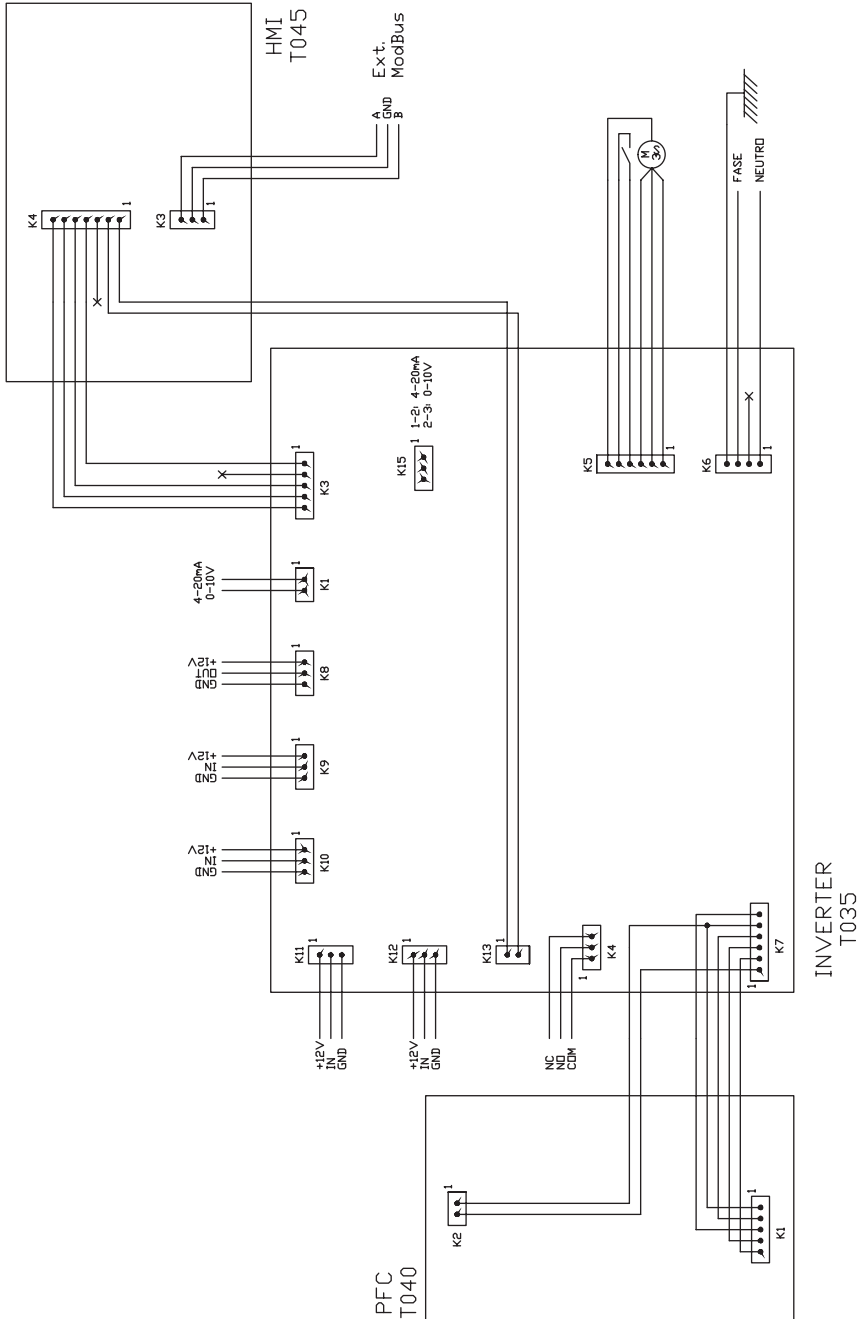 HMI
T045
Ext.
ModBus
A
GND
B
K4
1
K3
1
4-20mA
0-10V
K3
1
K1
1
K15
1
1-2: 4-20mA
2-3: 0-10V
+12V
OUT
GND
K8
1
+12V
IN
GND
K9
1
+12V
IN
GND
K10
1
K5
1
M
3
K6
1
FASE
NEUTRO
K11
1
+12V
IN
GND
K12
1
+12V
IN
GND
K13
1
NC
NO
COM
K4
1
K7
1
INVERTER
T035
K2
1
K1
1
PFC
T040